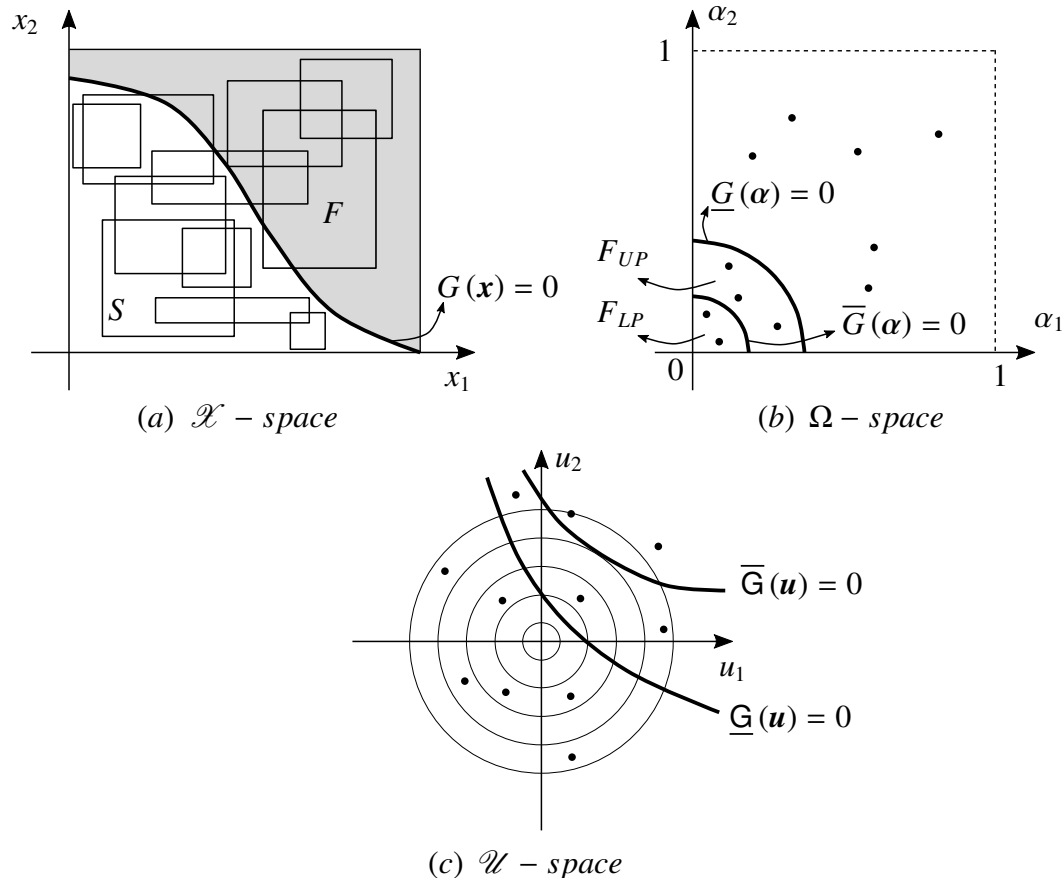 x₂
F
S
G(x) = 0
x₁
(a) 𝒳 – space
α₂
1
G̲(α) = 0
F_UP
F_LP
G̅(α) = 0
α₁
0
1
(b) Ω – space
u₂
G̅(u) = 0
u₁
G̲(u) = 0
(c) 𝒰 – space